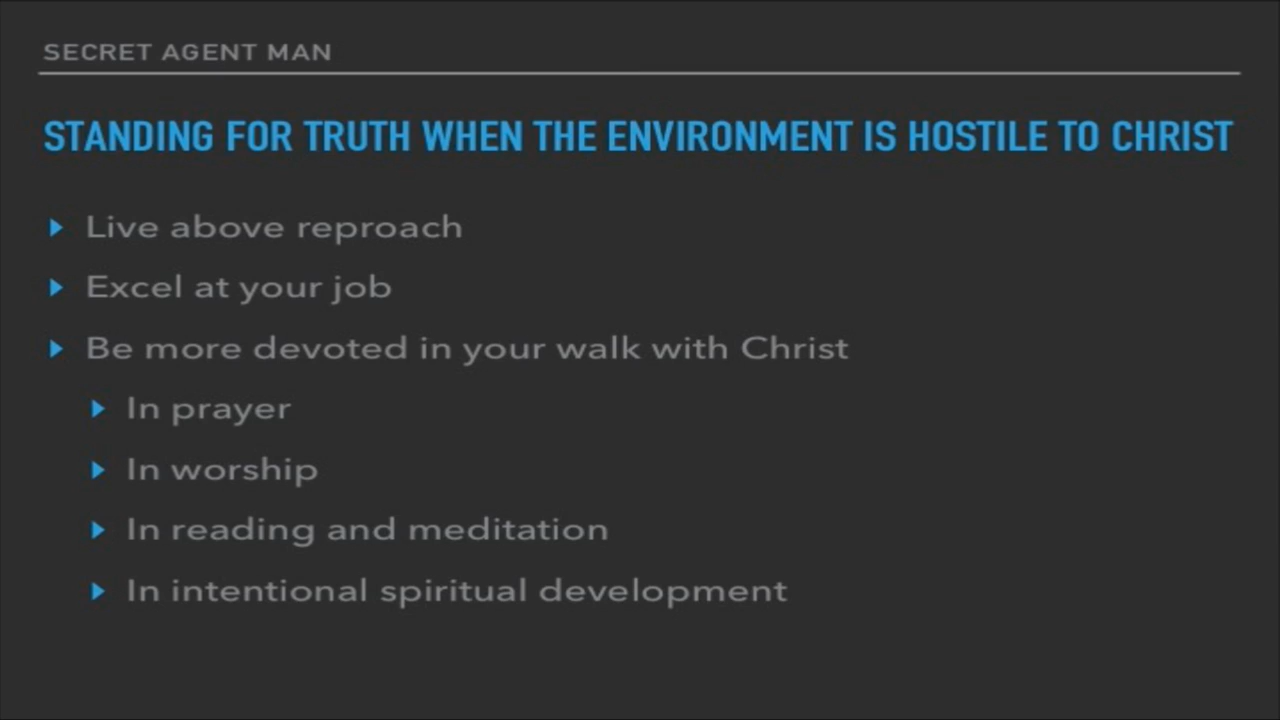 SECRET AGENT MAN
STANDING FOR TRUTH WHEN THE ENVIRONMENT IS HOSTILE TO CHRIST
Live above reproach
Excel at your job
Be more devoted in your walk with Christ
In prayer
In worship
In reading and meditation
In intentional spiritual development